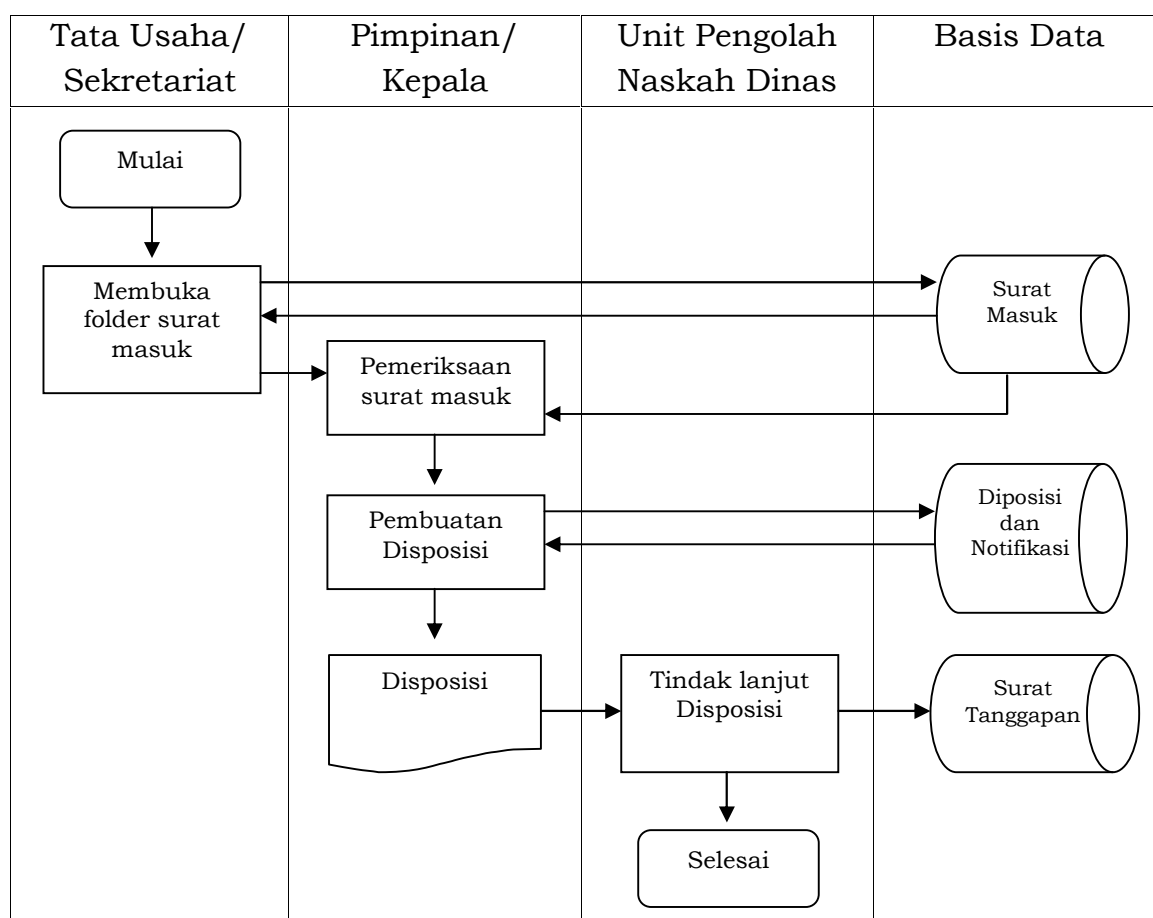 Tata Usaha/
Sekretariat
Pimpinan/
Kepala
Unit Pengolah
Naskah Dinas
Basis Data
Mulai
Membuka
folder surat
masuk
Surat
Masuk
Pemeriksaan
surat masuk
Pembuatan
Disposisi
Diposisi
dan
Notifikasi
Disposisi
Tindak lanjut
Disposisi
Surat
Tanggapan
Selesai